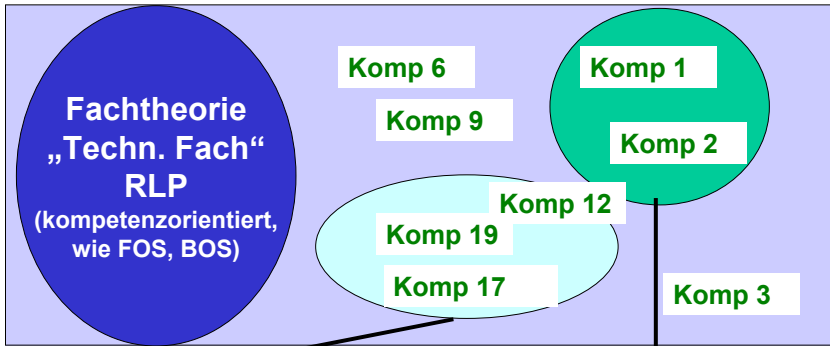 Fachtheorie
„Techn. Fach“
RLP
(kompetenzorientiert,
wie FOS, BOS)
Komp 6
Komp 9
Komp 1
Komp 2
Komp 12
Komp 19
Komp 17
Komp 3